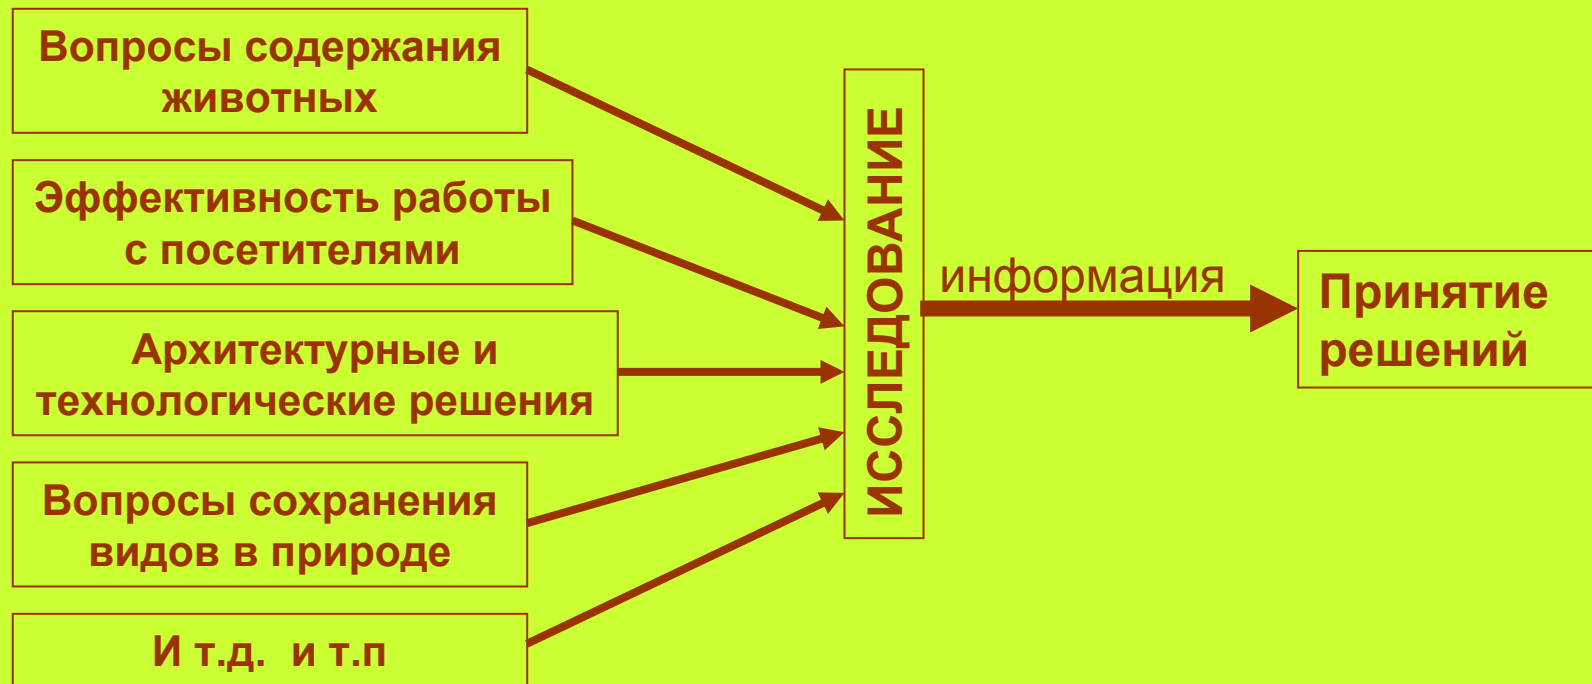 Вопросы содержания
животных
Эффективность работы
с посетителями
Архитектурные и
технологические решения
Вопросы сохранения
видов в природе
И т.д. и т.п
ИССЛЕДОВАНИЕ
информация
Принятие
решений